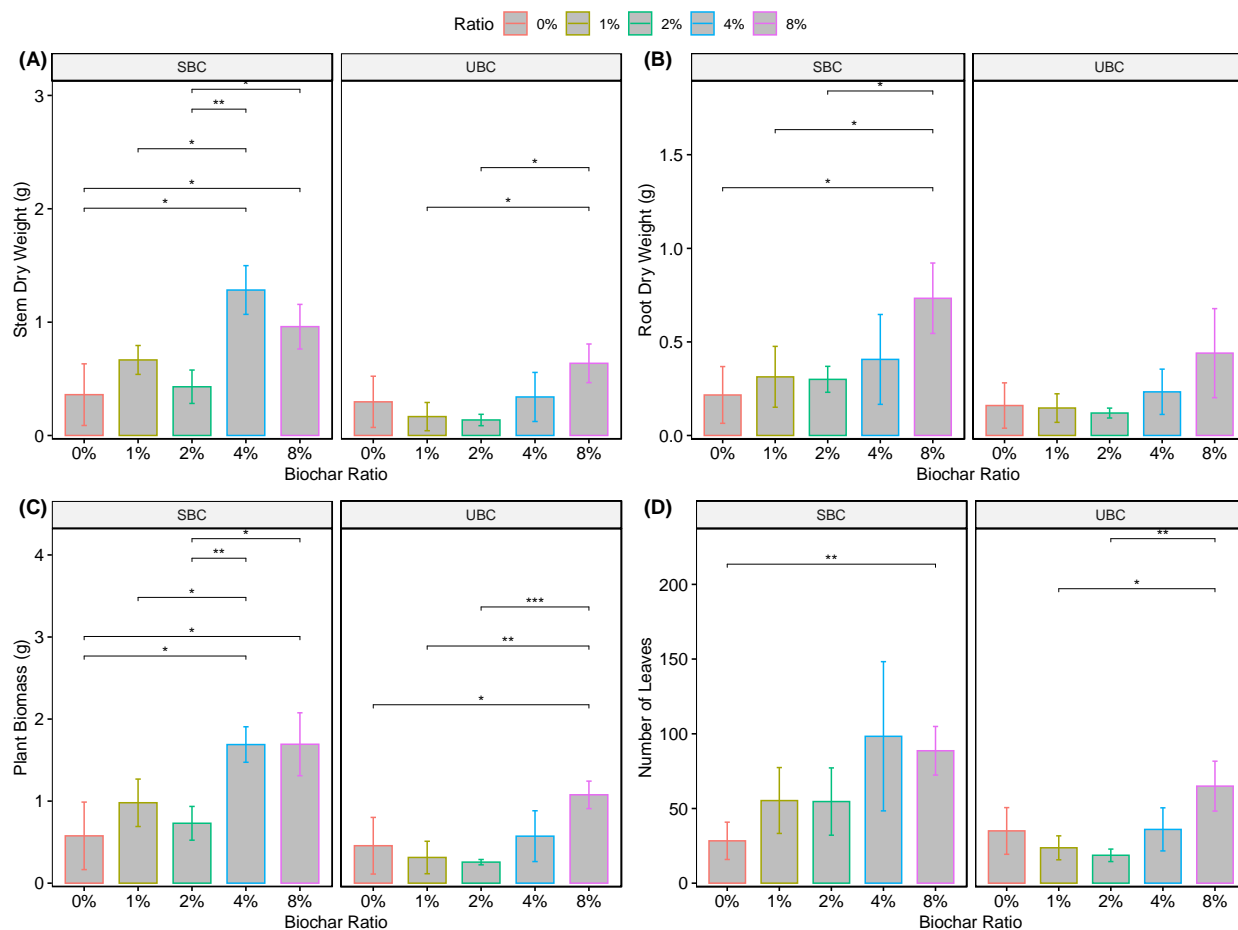 Ratio 0% 1% 2% 4% 8%
(A)
SBC UBC
Stem Dry Weight (g)
3
2
1
0
* ** * * *
* *
0% 1% 2% 4% 8% 0% 1% 2% 4% 8%
Biochar Ratio
(B)
SBC UBC
Root Dry Weight (g)
1.5
1.0
0.5
0.0
* * *
0% 1% 2% 4% 8% 0% 1% 2% 4% 8%
Biochar Ratio
(C)
SBC UBC
Plant Biomass (g)
4
3
2
1
0
* ** * * *
*** ** *
0% 1% 2% 4% 8% 0% 1% 2% 4% 8%
Biochar Ratio
(D)
SBC UBC
Number of Leaves
200
150
100
50
0
**
** *
0% 1% 2% 4% 8% 0% 1% 2% 4% 8%
Biochar Ratio